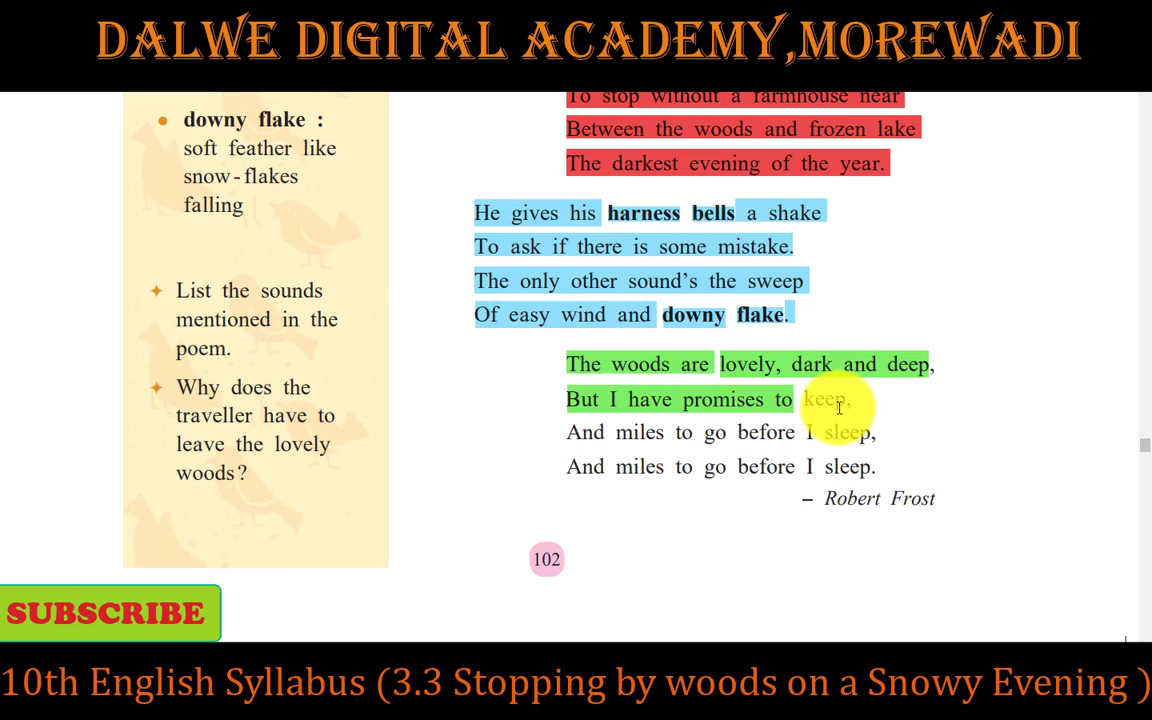 DALWE DIGITAL ACADEMY,MOREWADI
• downy flake :
soft feather like
snow-flakes
falling
✦ List the sounds
mentioned in the
poem.
✦ Why does the
traveller have to
leave the lovely
woods?
To stop without a farmhouse near
Between the woods and frozen lake
The darkest evening of the year.
He gives his harness bells a shake
To ask if there is some mistake.
The only other sound’s the sweep
Of easy wind and downy flake.
The woods are lovely, dark and deep,
But I have promises to keep,
And miles to go before I sleep,
And miles to go before I sleep.
– Robert Frost
102
SUBSCRIBE
10th English Syllabus (3.3 Stopping by woods on a Snowy Evening )